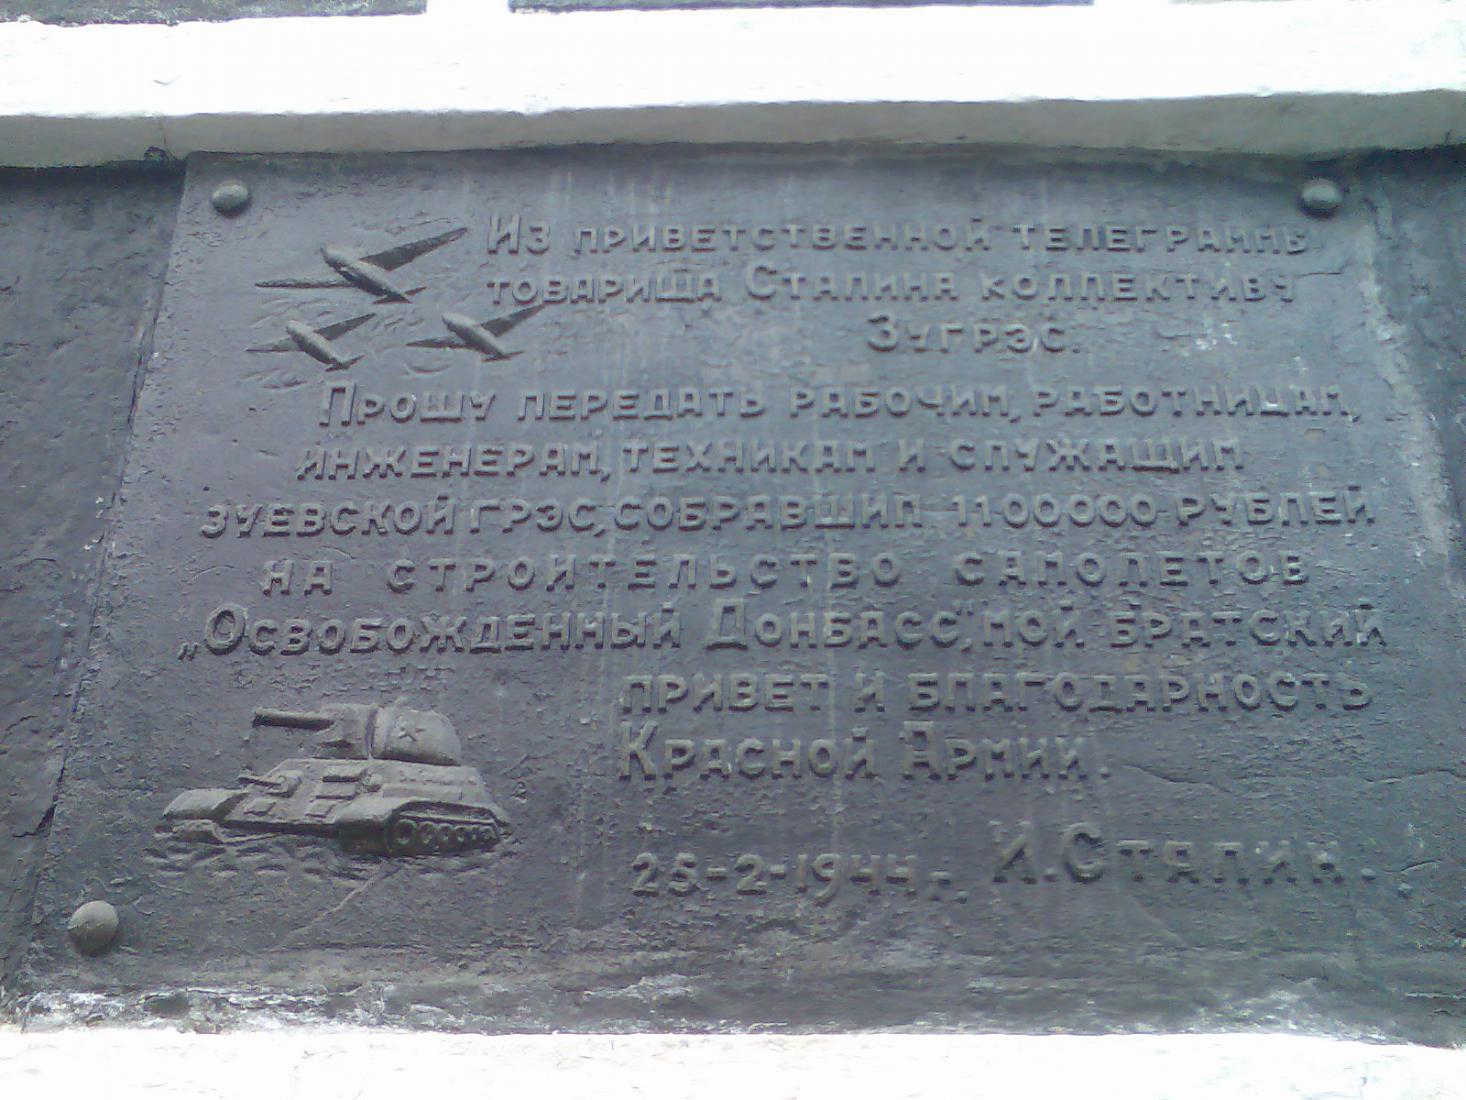 Из приветственной телеграммы
товарища Сталина коллективу
Зугрэс.
Прошу передать рабочим, работницам,
инженерам, техникам и служащим
Зуевской ГРЭС, собравшим 1100000 рублей
на строительство самолетов
„Освобожденный Донбасс", мой братский
привет и благодарность
Красной Армии.
25-2-1944 г. И. Сталин.